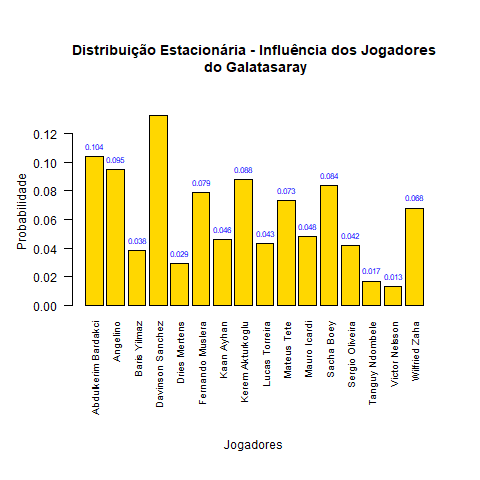 Distribuição Estacionária - Influência dos Jogadores
do Galatasaray
Probabilidade
0.12
0.10
0.08
0.06
0.04
0.02
0.00
0.104
0.095
0.038
0.029
0.079
0.046
0.088
0.043
0.073
0.048
0.084
0.042
0.017
0.013
0.068
Abdulkerim Bardakci
Angelino
Baris Yilmaz
Davinson Sanchez
Dries Mertens
Fernando Muslera
Kaan Ayhan
Kerem Akturkoglu
Lucas Torreira
Mateus Tete
Mauro Icardi
Sacha Boey
Sergio Oliveira
Tanguy Ndombele
Victor Nelsson
Wilfried Zaha
Jogadores